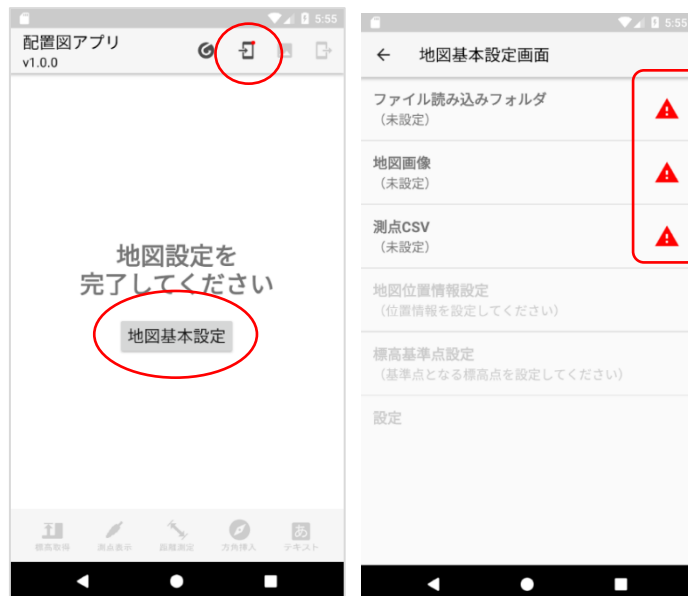 5:55
配置図アプリ
v1.0.0
地図設定を
完了してください
地図基本設定
標高取得
測点表示
距離測定
方角挿入
あ
テキスト
5:55
地図基本設定画面
ファイル読み込みフォルダ
（未設定）
地図画像
（未設定）
測点CSV
（未設定）
地図位置情報設定
（位置情報を設定してください）
標高基準点設定
（基準点となる標高点を設定してください）
設定